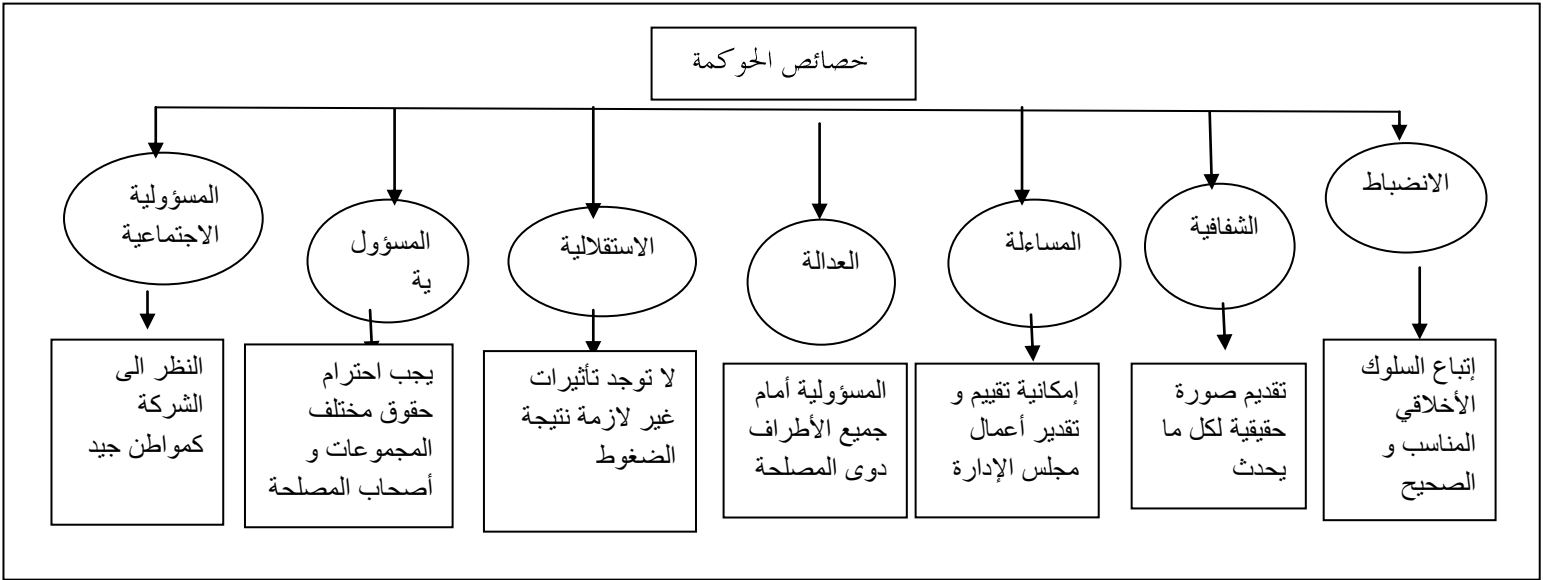 خصائص الحوكمة
الانضباط
الشفافية
المساءلة
العدالة
الاستقلالية
المسؤول
ية
المسؤولية
الاجتماعية
إتباع السلوك
الأخلاقي
المناسب و
الصحيح
تقديم صورة
حقيقية لكل ما
يحدث
إمكانية تقييم و
تقدير أعمال
مجلس الإدارة
المسؤولية أمام
جميع الأطراف
دوى المصلحة
لا توجد تأثيرات
غير لازمة نتيجة
الضغوط
يجب احترام
حقوق مختلف
المجموعات و
أصحاب المصلحة
النظر الى
الشركة
كمواطن جيد